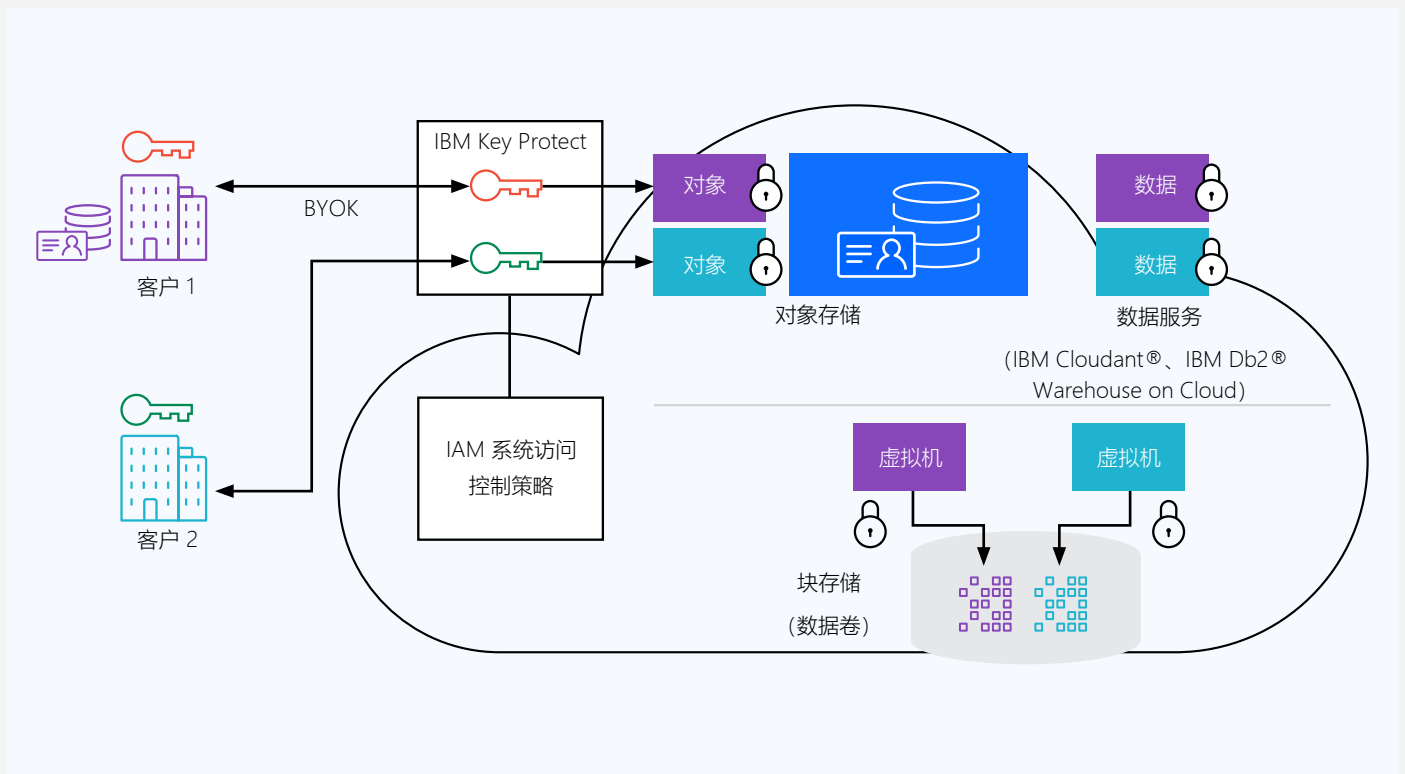 IBM Key Protect
BYOK
客户 1
客户 2
IAM 系统访问
控制策略
对象
对象
对象存储
数据
数据
数据服务
(IBM Cloudant®、IBM Db2®
Warehouse on Cloud)
虚拟机
虚拟机
块存储
(数据卷)